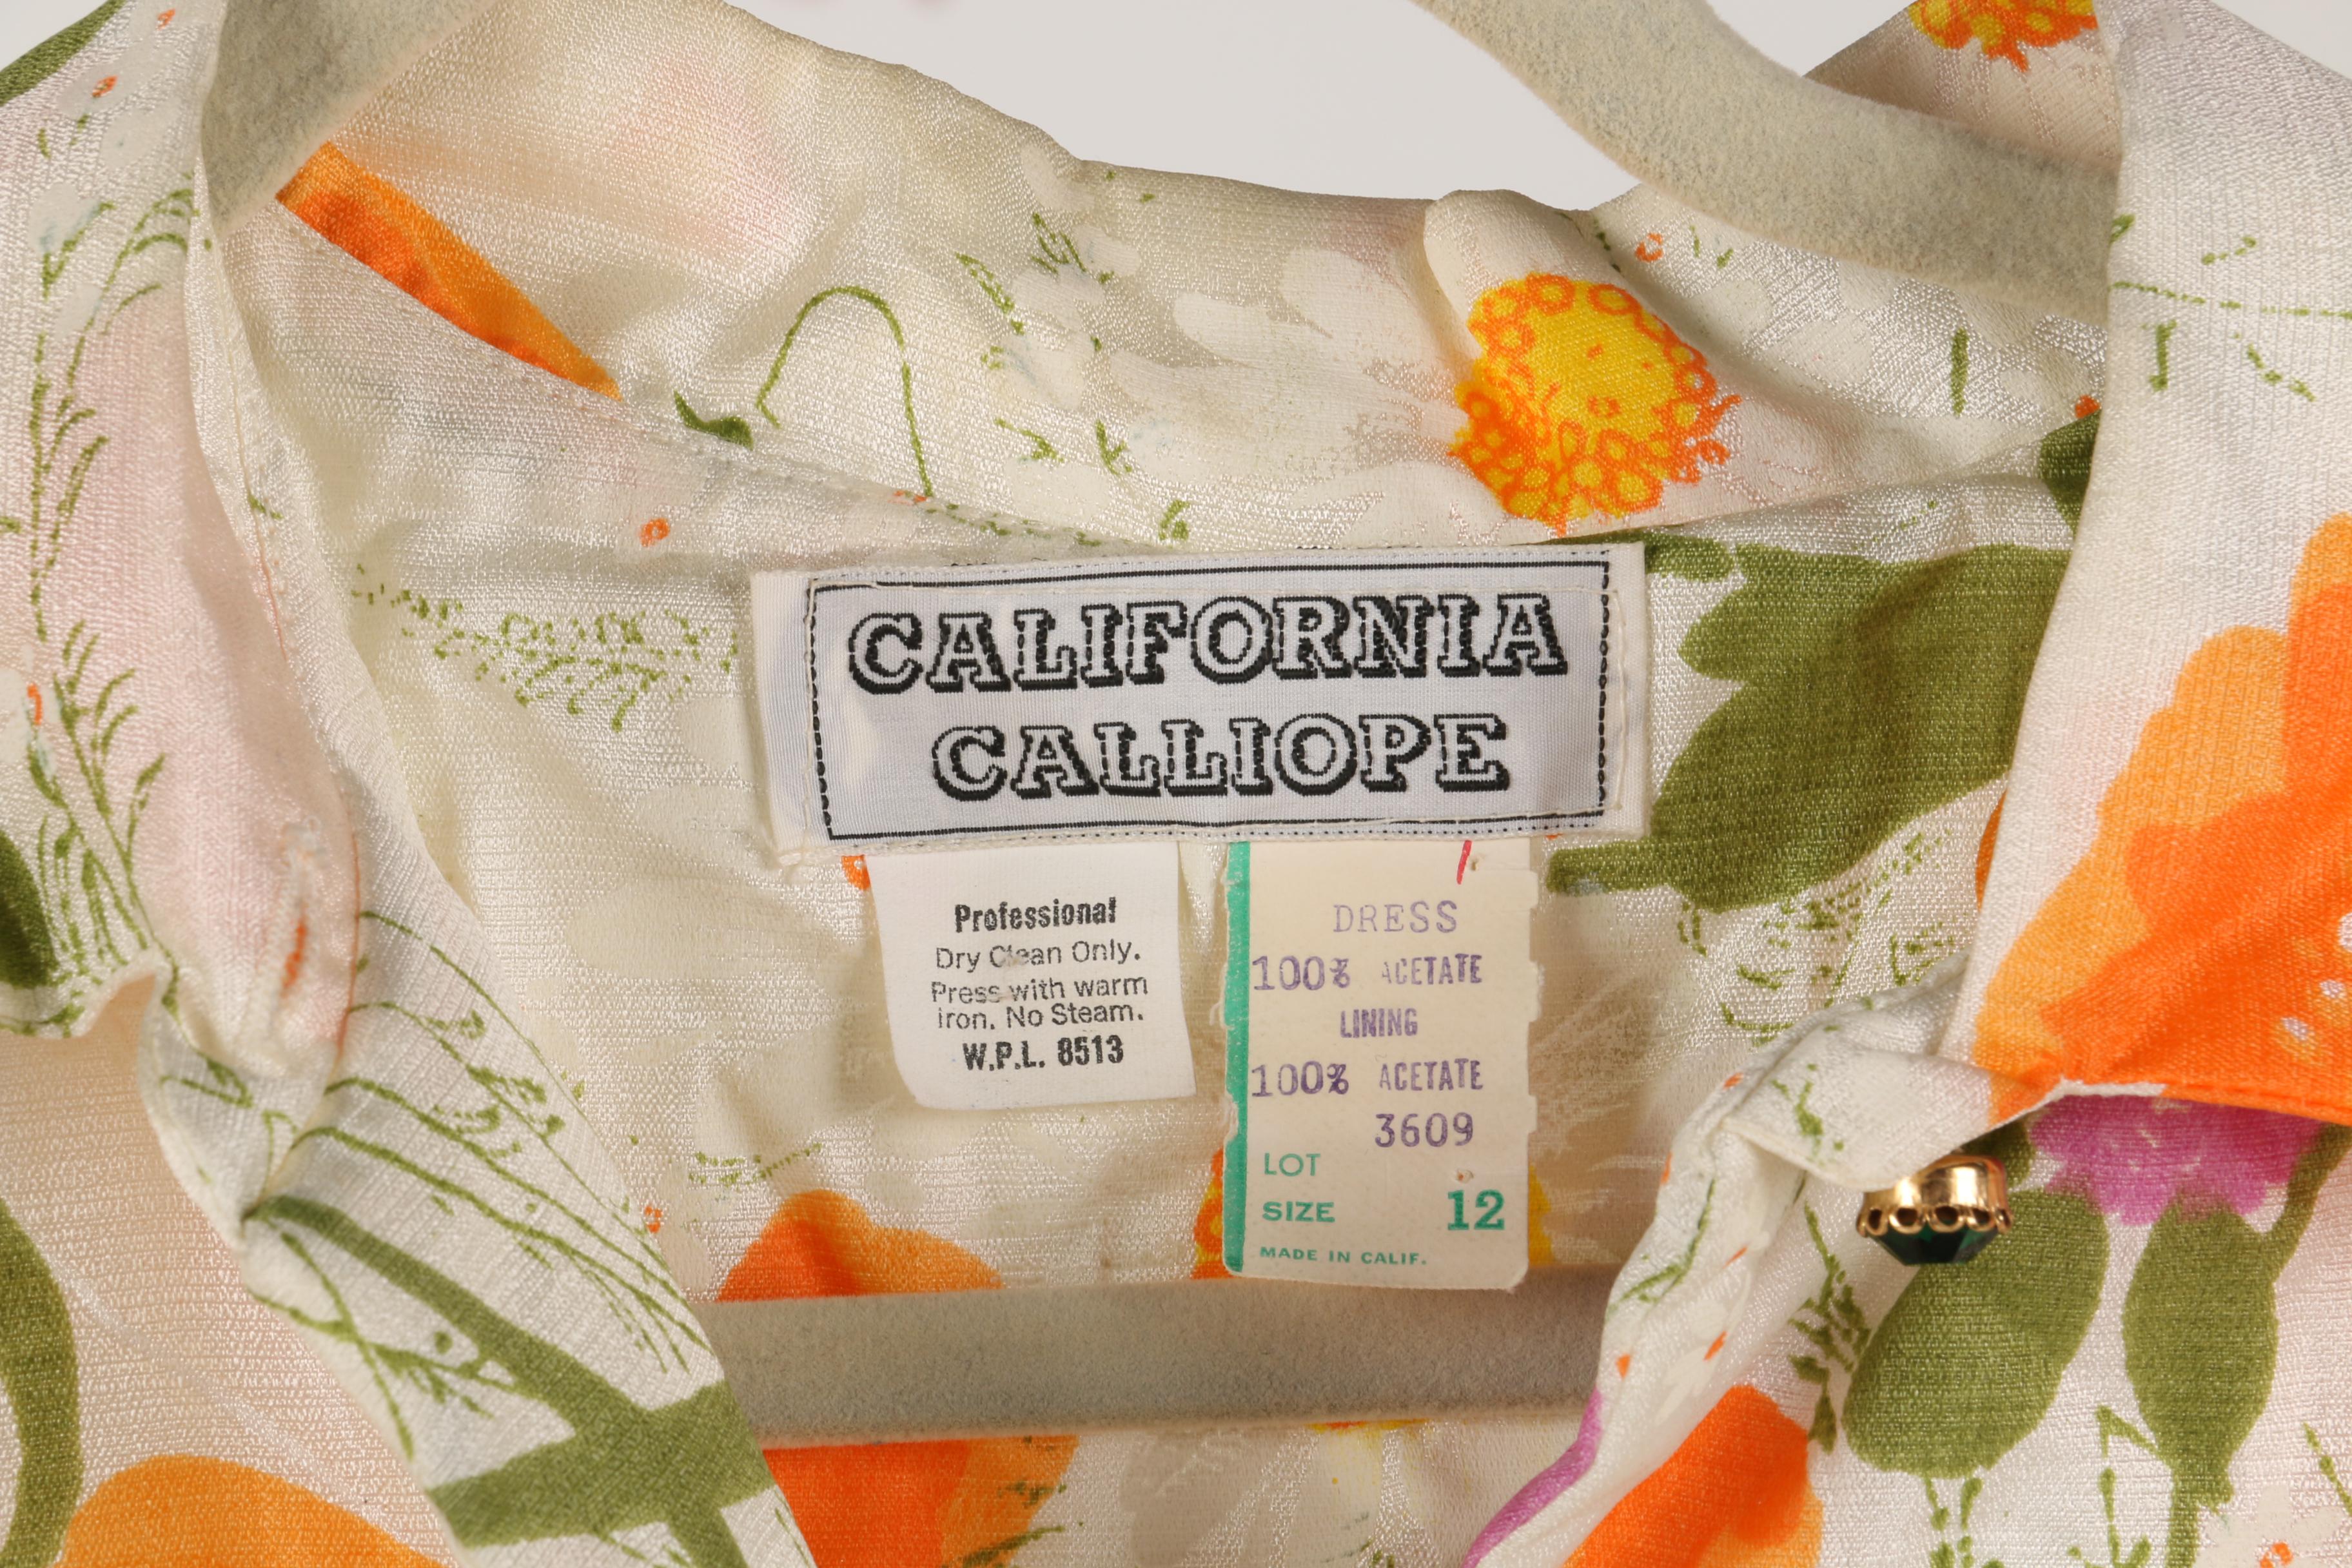 CALIFORNIA
CALLIOPE
Professional
Dry Clean Only.
Press with warm
Iron. No Steam.
W.P.L. 8513
DRESS
100% ACETATE
LINING
100% ACETATE
3609
LOT
SIZE 12
MADE IN CALIF.